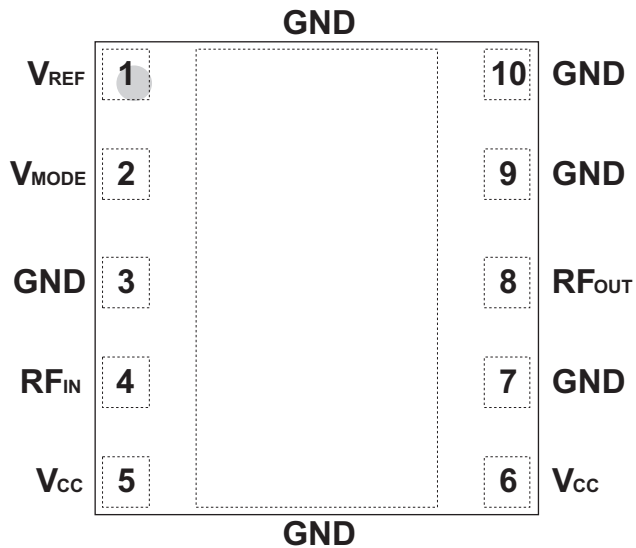 GND
VREF 1 10 GND
VMODE 2 9 GND
GND 3 8 RFOUT
RFIN 4 7 GND
VCC 5 6 VCC
GND